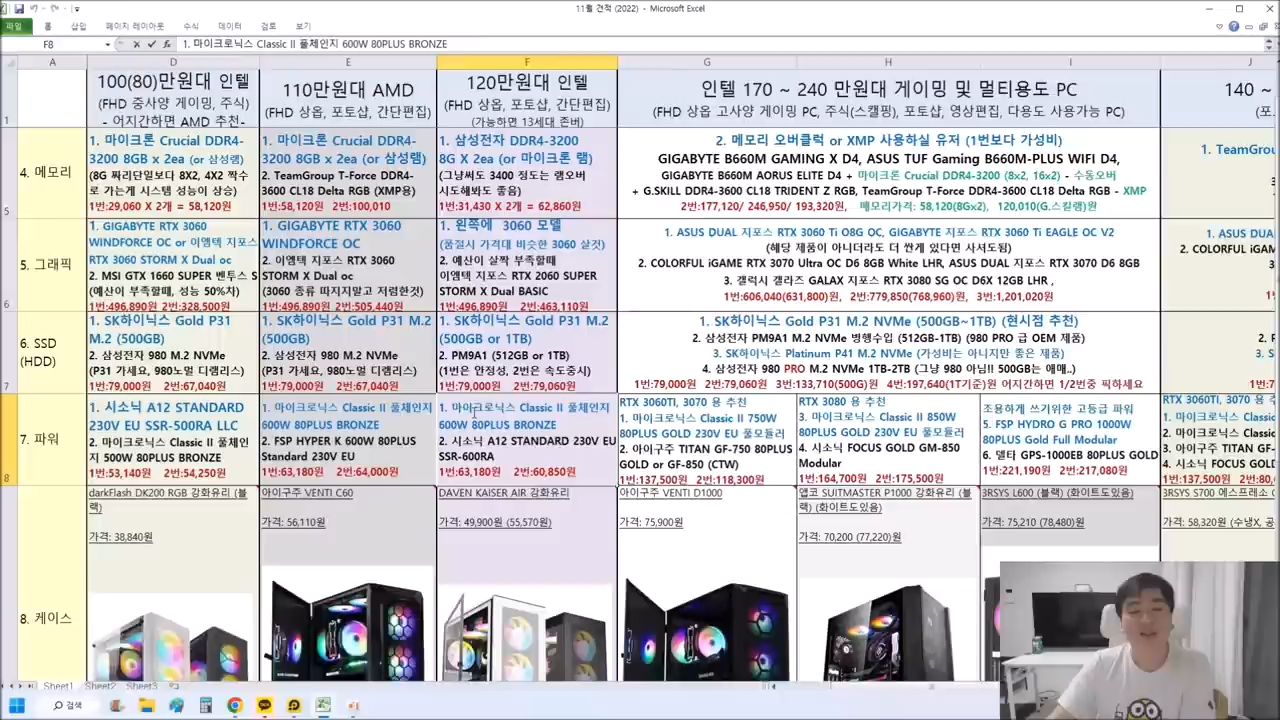 11월 견적 (2022) - Microsoft Excel
파일 홈 삽입 페이지 레이아웃 수식 데이터 검토 보기
F8 fx 1. 마이크로닉스 Classic II 풀체인지 600W 80PLUS BRONZE
A D E F G H I J
1
100(80)만원대 인텔
(FHD 중사양 게이밍, 주식)
- 어지간하면 AMD 추천-
110만원대 AMD
(FHD 상옵, 포토샵, 간단편집)
120만원대 인텔
(FHD 상옵, 포토샵, 간단편집)
(가능하면 13세대 존버)
인텔 170 ~ 240 만원대 게이밍 및 멀티용도 PC
(FHD 상옵 고사양 게이밍 PC, 주식(스캘핑), 포토샵, 영상편집, 다용도 사용가능 PC)
140 ~
(포.
5
4. 메모리
1. 마이크론 Crucial DDR4-
3200 8GB x 2ea (or 삼성램)
(8G 짜리단일보다 8X2, 4X2 짝수
로 가는게 시스템 성능이 상승)
1번:29,060 X 2개 = 58,120원
1. 마이크론 Crucial DDR4-
3200 8GB x 2ea (or 삼성램)
2. TeamGroup T-Force DDR4-
3600 CL18 Delta RGB (XMP용)
1번:58,120원 2번:100,010
1. 삼성전자 DDR4-3200
8G X 2ea (or 마이크론 램)
(그냥써도 3400 정도는 램오버
시도해봐도 좋음)
1번:31,430 X 2개 = 62,860원
2. 메모리 오버클럭 or XMP 사용하실 유저 (1번보다 가성비)
GIGABYTE B660M GAMING X D4, ASUS TUF Gaming B660M-PLUS WIFI D4,
GIGABYTE B660M AORUS ELITE D4 + 마이크론 Crucial DDR4-3200 (8x2, 16x2) - 수동오버
+ G.SKILL DDR4-3600 CL18 TRIDENT Z RGB, TeamGroup T-Force DDR4-3600 CL18 Delta RGB - XMP
2번:177,120/ 246,950/ 193,320원, 메모리가격: 58,120(8Gx2), 120,010(G.스킬램)원
1. TeamGrou
6
5. 그래픽
1. GIGABYTE RTX 3060
WINDFORCE OC or 이엠텍 지포스
RTX 3060 STORM X Dual oc
2. MSI GTX 1660 SUPER 벤투스 S
(예산이 부족할때, 성능 50%차)
1번:496,890원 2번:328,500원
1. GIGABYTE RTX 3060
WINDFORCE OC
2. 이엠텍 지포스 RTX 3060
STORM X Dual oc
(3060 종류 따지지말고 저렴한것)
1번:496,890원 2번:505,440원
1. 왼쪽에 3060 모델
(품절시 가격대 비슷한 3060 살것)
2. 예산이 살짝 부족할때
이엠텍 지포스 RTX 2060 SUPER
STORM X Dual BASIC
1번:496,890원 2번:463,110원
1. ASUS DUAL 지포스 RTX 3060 Ti O8G OC, GIGABYTE 지포스 RTX 3060 Ti EAGLE OC V2
(해당 제품이 아니더라도 더 싼게 있다면 사셔도됨)
2. COLORFUL iGAME RTX 3070 Ultra OC D6 8GB White LHR, ASUS DUAL 지포스 RTX 3070 D6 8GB
3. 갤럭시 갤라즈 GALAX 지포스 RTX 3080 SG OC D6X 12GB LHR ,
1번:606,040(631,800)원, 2번:779,850(768,960)원, 3번:1,201,020원
1. ASUS DUA
2. COLORFUL iGAM
7
6. SSD
(HDD)
1. SK하이닉스 Gold P31
M.2 (500GB)
2. 삼성전자 980 M.2 NVMe
(P31 가세요, 980노멀 디램리스)
1번:79,000원 2번:67,040원
1. SK하이닉스 Gold P31 M.2
(500GB)
2. 삼성전자 980 M.2 NVMe
(P31 가세요, 980노멀 디램리스)
1번:79,000원 2번:67,040원
1. SK하이닉스 Gold P31 M.2
(500GB or 1TB)
2. PM9A1 (512GB or 1TB)
(1번은 안정성, 2번은 속도중시)
1번:79,000원 2번:79,060원
1. SK하이닉스 Gold P31 M.2 NVMe (500GB~1TB) (현시점 추천)
2. 삼성전자 PM9A1 M.2 NVMe 병행수입 (512GB-1TB) (980 PRO 급 OEM 제품)
3. SK하이닉스 Platinum P41 M.2 NVMe (가성비는 아니지만 좋은 제품)
4. 삼성전자 980 PRO M.2 NVMe 1TB-2TB (그냥 980 아님!! 500GB는 애매..)
1번:79,000원 2번:79,060원 3번:133,710(500G)원 4번:197,640(1T기준)원 어지간하면 1/2번중 픽하세요
8
7. 파워
1. 시소닉 A12 STANDARD
230V EU SSR-500RA LLC
2. 마이크로닉스 Classic II 풀체인
지 500W 80PLUS BRONZE
1번:53,140원 2번:54,250원
1. 마이크로닉스 Classic II 풀체인지
600W 80PLUS BRONZE
2. FSP HYPER K 600W 80PLUS
Standard 230V EU
1번:63,180원 2번:64,000원
1. 마이크로닉스 Classic II 풀체인지
600W 80PLUS BRONZE
2. 시소닉 A12 STANDARD 230V EU
SSR-600RA
1번:63,180원 2번:60,850원
RTX 3060TI, 3070 용 추천
1. 마이크로닉스 Classic II 750W
80PLUS GOLD 230V EU 풀모듈러
2. 아이구주 TITAN GF-750 80PLUS
GOLD or GF-850 (CTW)
1번:137,500원 2번:118,300원
RTX 3080 용 추천
3. 마이크로닉스 Classic II 850W
80PLUS GOLD 230V EU 풀모듈러
4. 시소닉 FOCUS GOLD GM-850
Modular
1번:164,700원 2번:175,500원
조용하게 쓰기위한 고등급 파워
5. FSP HYDRO G PRO 1000W
80PLUS Gold Full Modular
6. 델타 GPS-1000EB 80PLUS GOLD
1번:221,190원 2번:217,080원
RTX 3060TI, 3070 용
1. 마이크로닉스 Class
3. 아이구주 TITAN GF
4. 시소닉 FOCUS GOLD
1번:137,500원 2번:80,
8. 케이스
darkFlash DK200 RGB 강화유리 (블
랙)
가격: 38,840원
아이구주 VENTI C60
가격: 56,110원
DAVEN KAISER AIR 강화유리
가격: 49,900원 (55,570원)
아이구주 VENTI D1000
가격: 75,900원
앱코 SUITMASTER P1000 강화유리 (블
랙) (화이트도있음)
가격: 70,200 (77,220)원
3RSYS L600 (블랙) (화이트도있음)
가격: 75,210 (78,480)원
3RSYS S700 에스프레소 (
가격: 58,320원 (수냉X, 공
Sheet1 Sheet2 Sheet3
검색